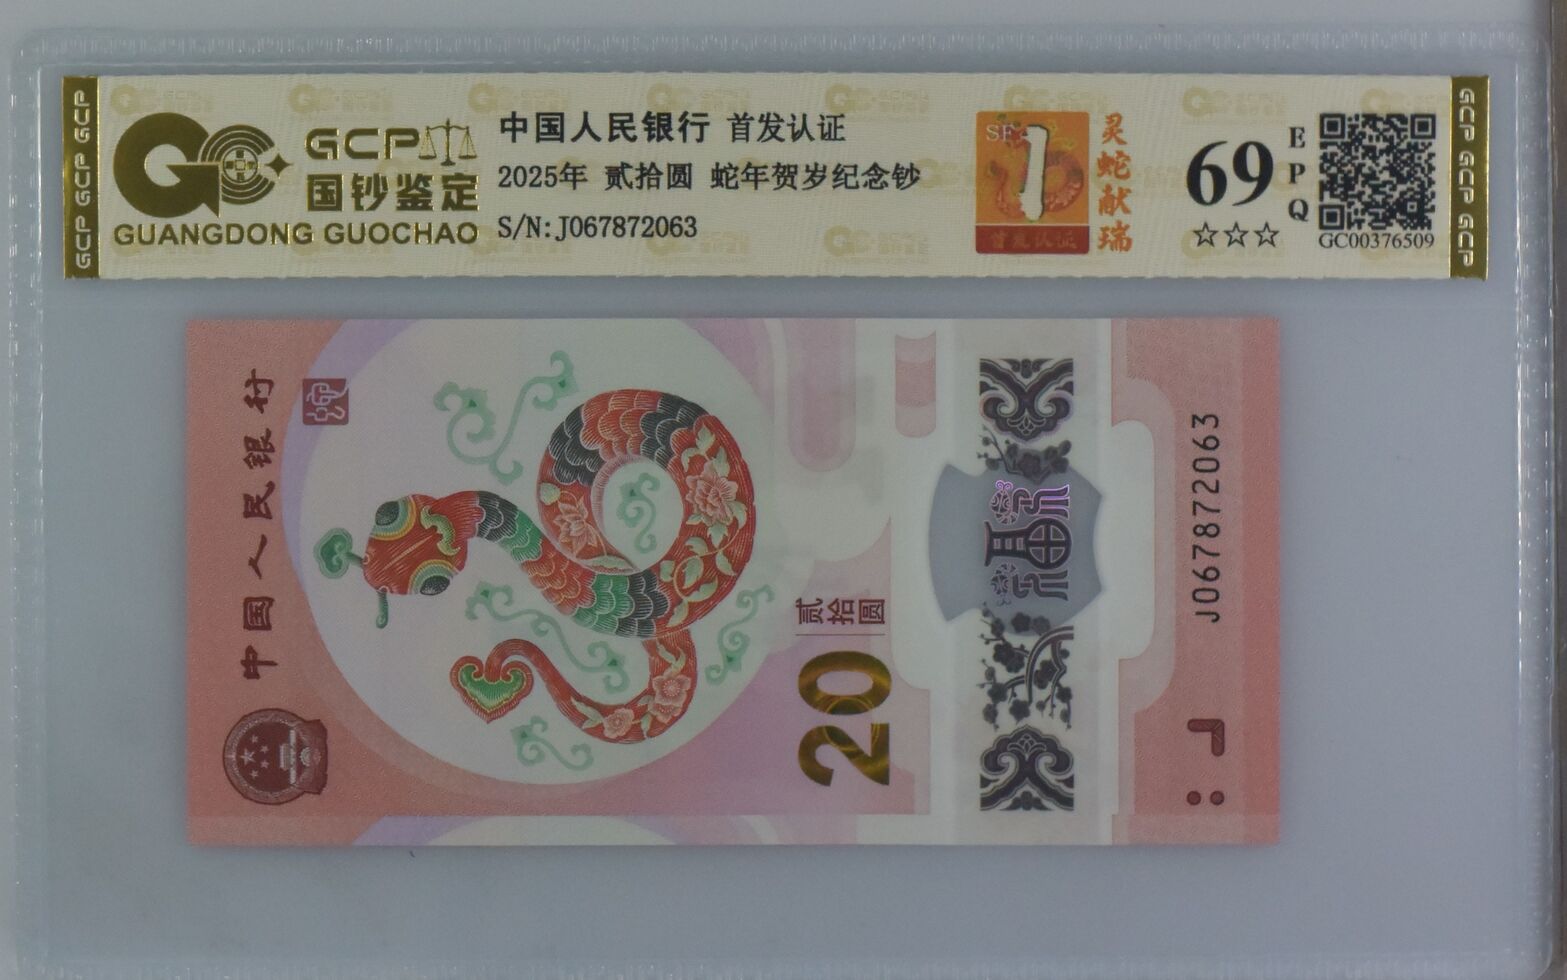 GCP GCP GCP
GCP
国钞鉴定
GUANGDONG GUOCHAO
中国人民银行 首发认证
2025年 贰拾圆 蛇年贺岁纪念钞
S/N:J067872063
1
首发认证
灵蛇献瑞
69
EPQ
☆☆☆
GC00376509
GCP GCP GCP
中国人民银行
贰拾圆
20
福
J067872063